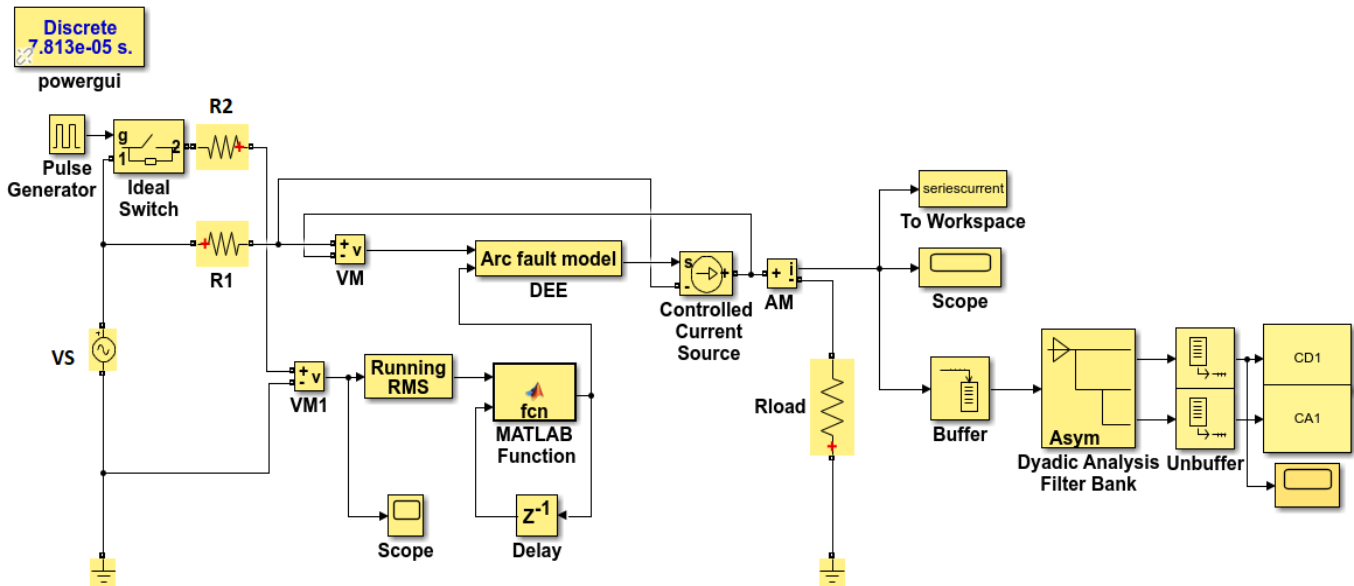 Discrete
7.813e-05 s.
powergui
R2
g
1
2
Pulse
Generator
Ideal
Switch
R1
VS
+
-
v
VM
Arc fault model
DEE
s
-
+
Controlled
Current
Source
+
i
-
AM
seriescurrent
To Workspace
Scope
+
-
v
VM1
Running
RMS
fcn
MATLAB
Function
Scope
Z-1
Delay
Rload
Buffer
Asym
Dyadic Analysis
Filter Bank
Unbuffer
CD1
CA1